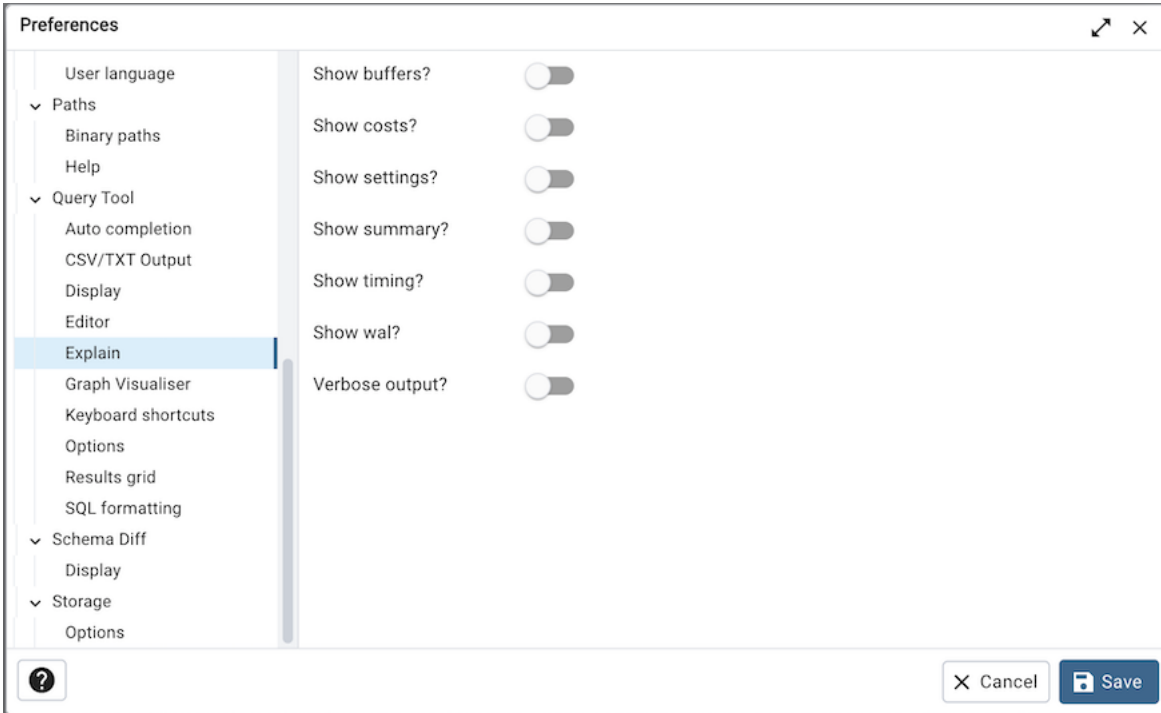 Preferences
User language
Paths
Binary paths
Help
Query Tool
Auto completion
CSV/TXT Output
Display
Editor
Explain
Graph Visualiser
Keyboard shortcuts
Options
Results grid
SQL formatting
Schema Diff
Display
Storage
Options
Show buffers?
Show costs?
Show settings?
Show summary?
Show timing?
Show wal?
Verbose output?
?
Cancel
Save